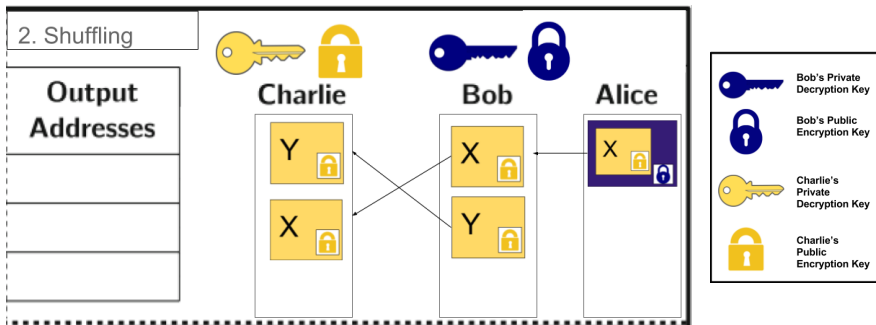 2. Shuffling
Output
Addresses
Charlie
Bob
Alice
Y
X
X
X
Y
Bob's Private
Decryption Key
Bob's Public
Encryption Key
Charlie's
Private
Decryption Key
Charlie's
Public
Encryption Key